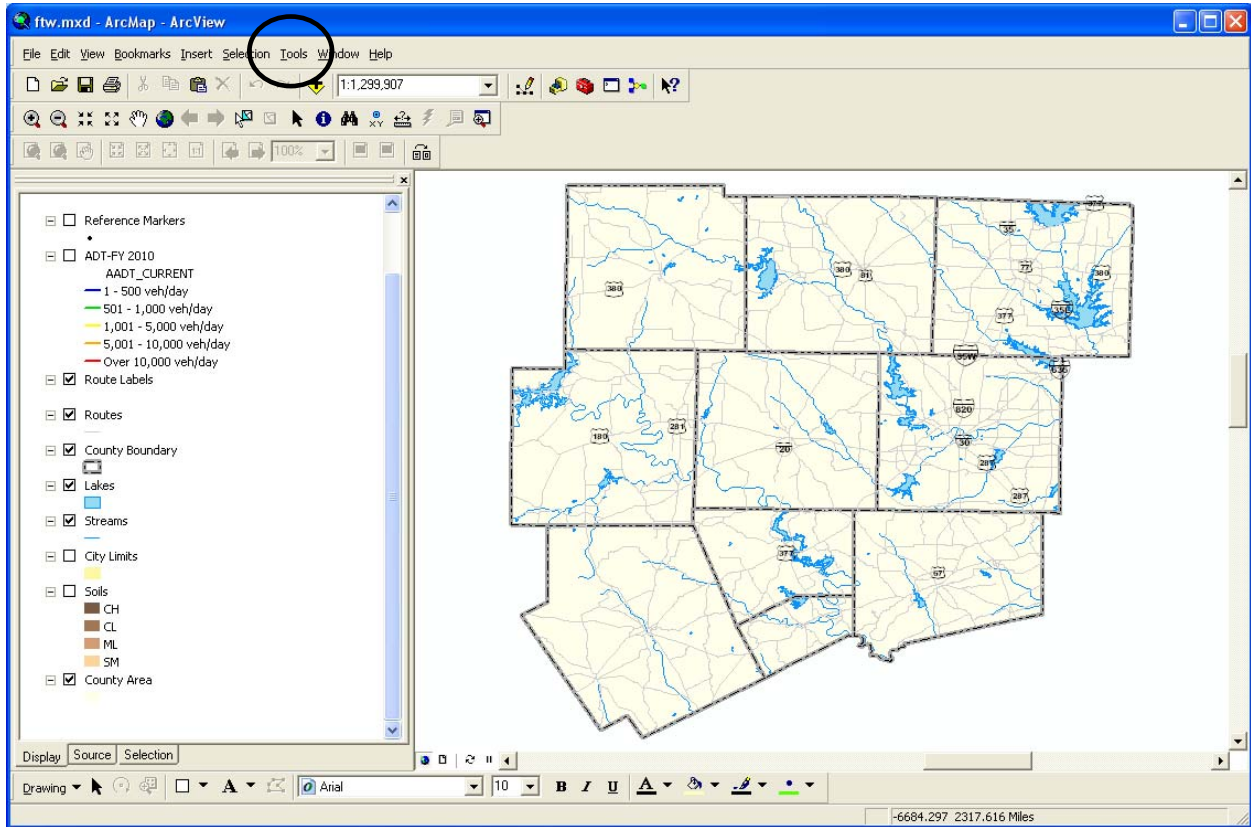 ftw.mxd - ArcMap - ArcView
File Edit View Bookmarks Insert Selection Tools Window Help
1:1,299,907
100%
Reference Markers
ADT-FY 2010
AADT_CURRENT
1 - 500 veh/day
501 - 1,000 veh/day
1,001 - 5,000 veh/day
5,001 - 10,000 veh/day
Over 10,000 veh/day
Route Labels
Routes
County Boundary
Lakes
Streams
City Limits
Soils
CH
CL
ML
SM
County Area
377
35
77
380
380
81
380
35E
377
35W
635
820
281
180
20
30
287
287
377
67
Display Source Selection
Drawing A Arial 10 B I U A
-6684.297 2317.616 Miles